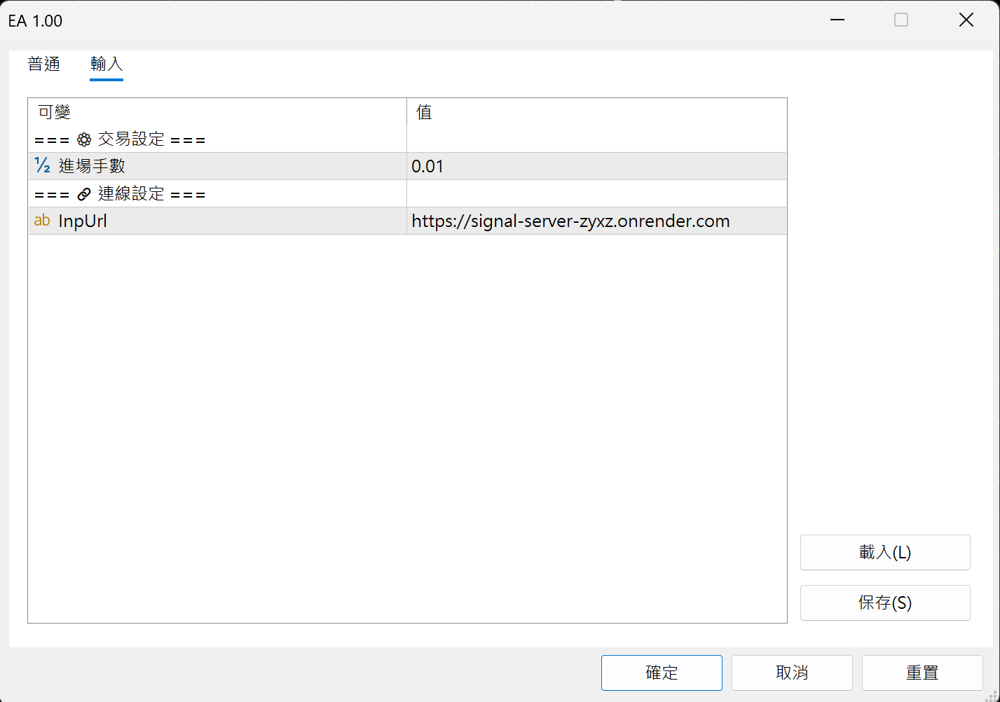 EA 1.00
普通 輸入
可變 值
=== ⚙ 交易設定 ===
½ 進場手數 0.01
=== 🔗 連線設定 ===
ab InpUrl https://signal-server-zyxz.onrender.com
載入(L)
保存(S)
確定 取消 重置